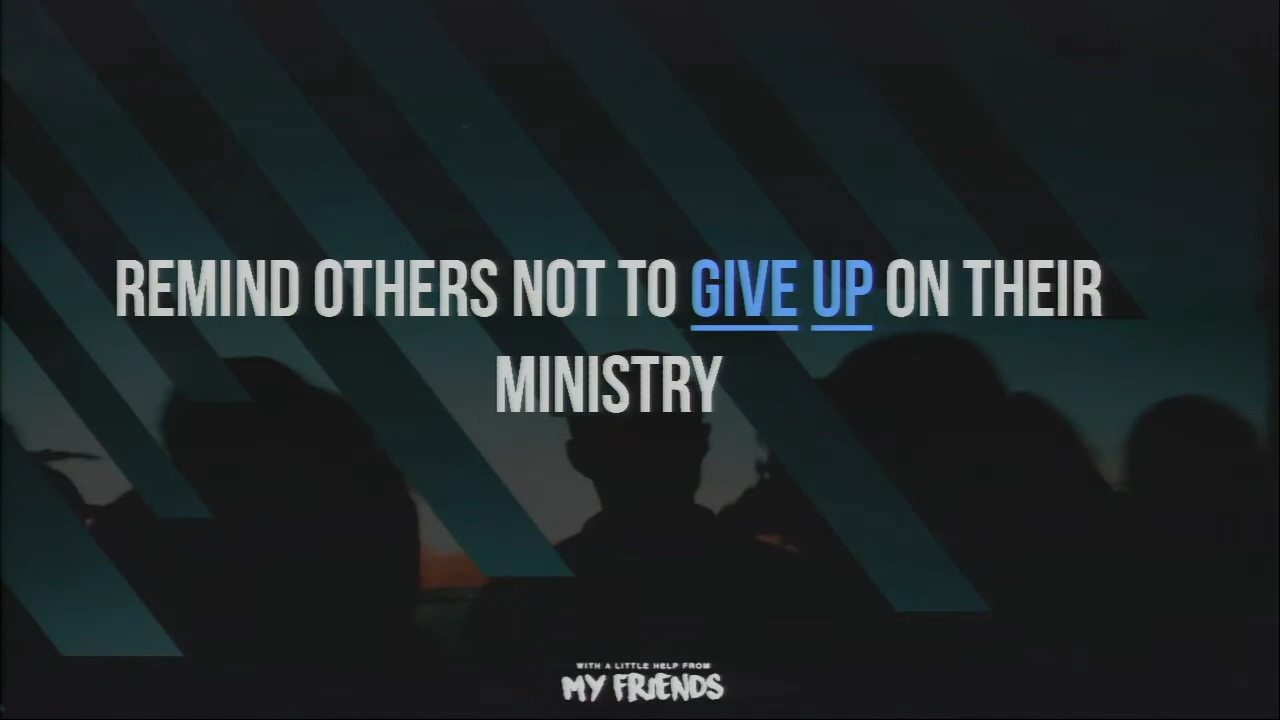 REMIND OTHERS NOT TO GIVE UP ON THEIR
MINISTRY
WITH A LITTLE HELP FROM
MY FRIENDS